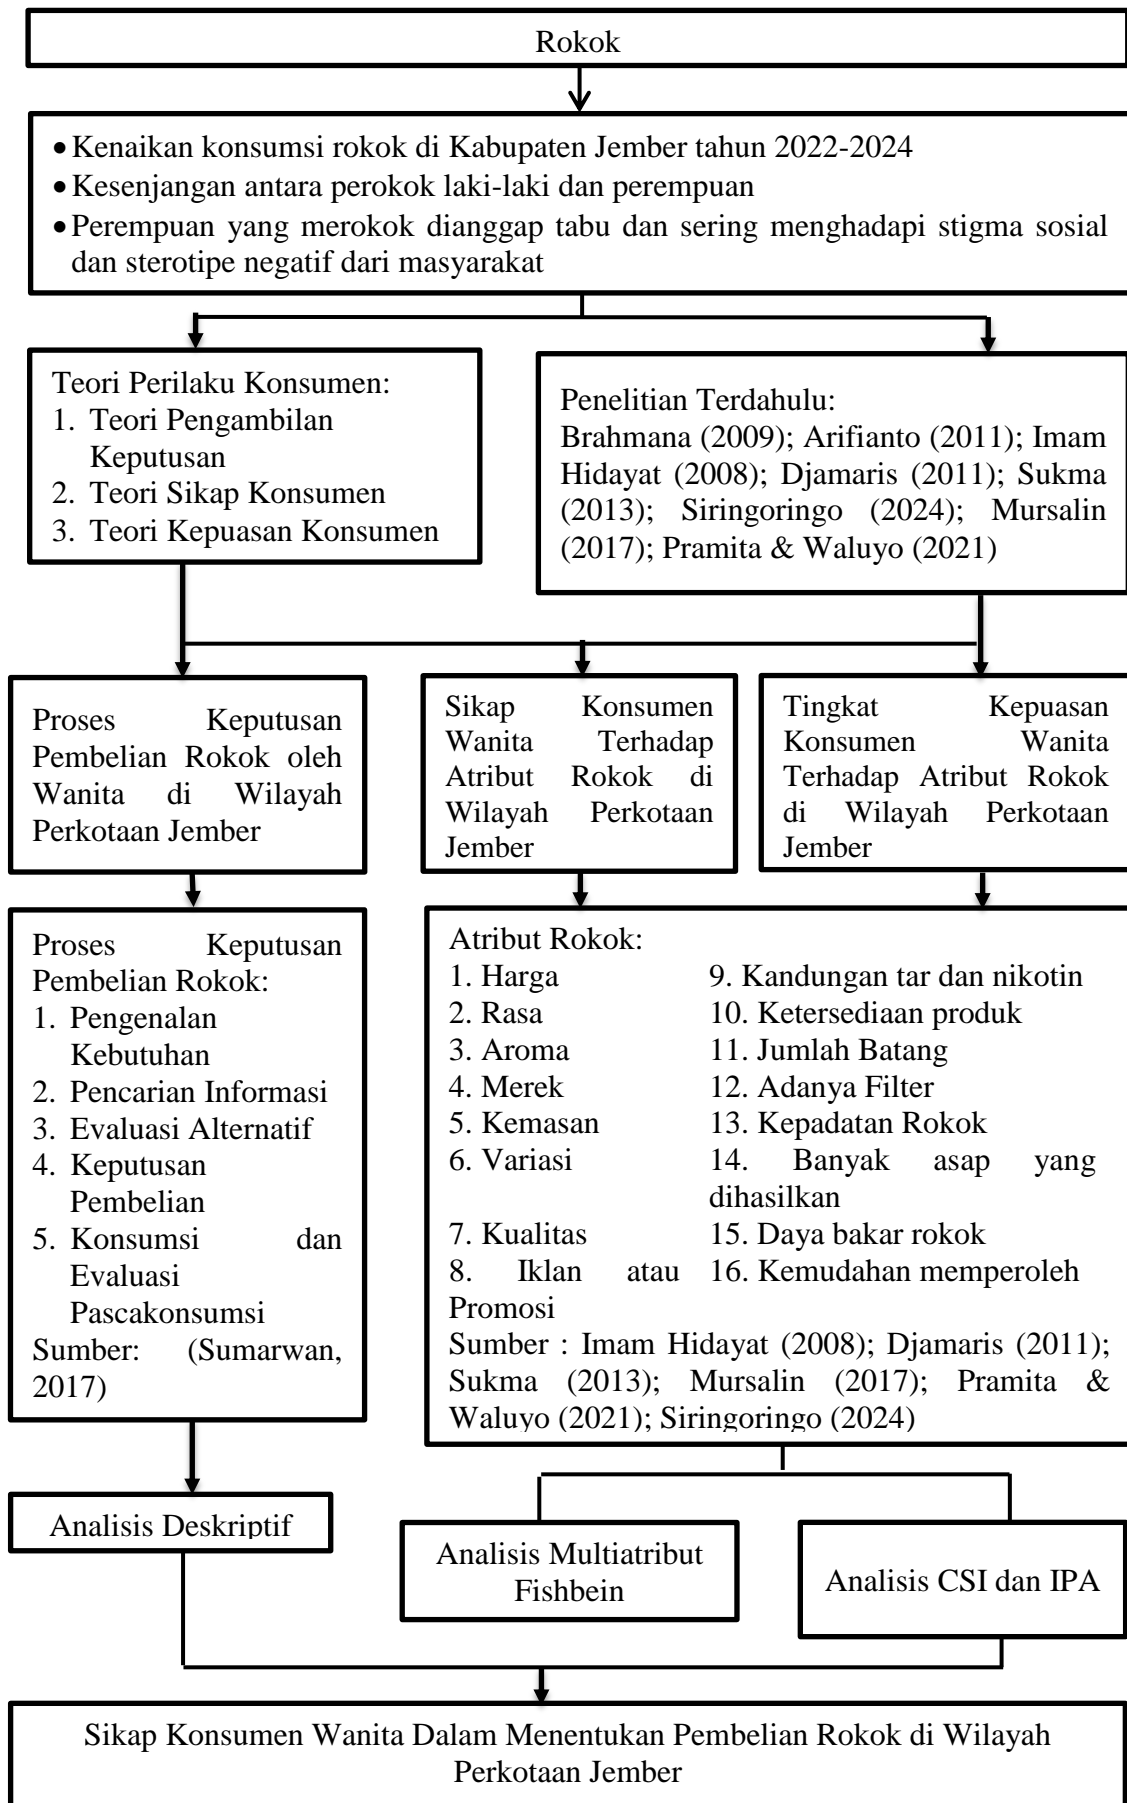 Rokok
• Kenaikan konsumsi rokok di Kabupaten Jember tahun 2022-2024
• Kesenjangan antara perokok laki-laki dan perempuan
• Perempuan yang merokok dianggap tabu dan sering menghadapi stigma sosial
dan sterotipe negatif dari masyarakat
Teori Perilaku Konsumen:
1. Teori Pengambilan
Keputusan
2. Teori Sikap Konsumen
3. Teori Kepuasan Konsumen
Penelitian Terdahulu:
Brahmana (2009); Arifianto (2011); Imam
Hidayat (2008); Djamaris (2011); Sukma
(2013); Siringoringo (2024); Mursalin
(2017); Pramita & Waluyo (2021)
Proses Keputusan
Pembelian Rokok oleh
Wanita di Wilayah
Perkotaan Jember
Sikap Konsumen
Wanita Terhadap
Atribut Rokok di
Wilayah Perkotaan
Jember
Tingkat Kepuasan
Konsumen Wanita
Terhadap Atribut Rokok
di Wilayah Perkotaan
Jember
Proses Keputusan
Pembelian Rokok:
1. Pengenalan
Kebutuhan
2. Pencarian Informasi
3. Evaluasi Alternatif
4. Keputusan
Pembelian
5. Konsumsi dan
Evaluasi
Pascakonsumsi
Sumber: (Sumarwan,
2017)
Atribut Rokok:
1. Harga
2. Rasa
3. Aroma
4. Merek
5. Kemasan
6. Variasi
7. Kualitas
8. Iklan atau
Promosi
9. Kandungan tar dan nikotin
10. Ketersediaan produk
11. Jumlah Batang
12. Adanya Filter
13. Kepadatan Rokok
14. Banyak asap yang
dihasilkan
15. Daya bakar rokok
16. Kemudahan memperoleh
Sumber : Imam Hidayat (2008); Djamaris (2011);
Sukma (2013); Mursalin (2017); Pramita &
Waluyo (2021); Siringoringo (2024)
Analisis Deskriptif
Analisis Multiatribut
Fishbein
Analisis CSI dan IPA
Sikap Konsumen Wanita Dalam Menentukan Pembelian Rokok di Wilayah
Perkotaan Jember